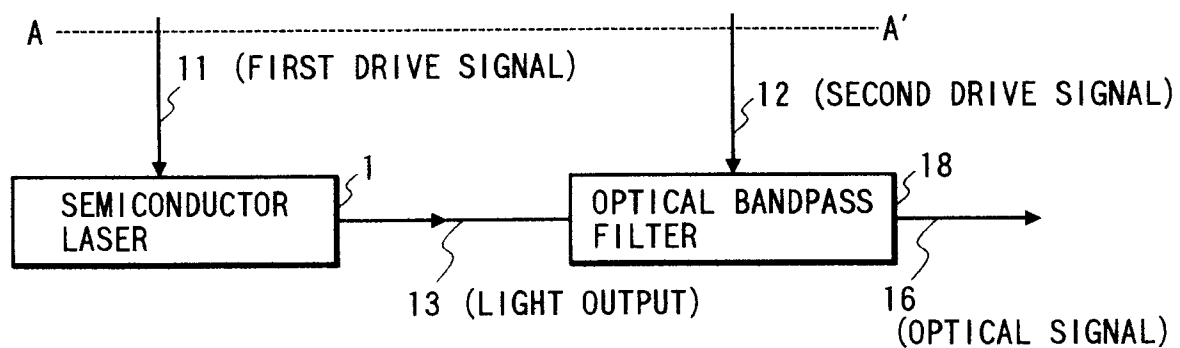 A A'
11 (FIRST DRIVE SIGNAL)
12 (SECOND DRIVE SIGNAL)
1
18
SEMICONDUCTOR
LASER
OPTICAL BANDPASS
FILTER
13 (LIGHT OUTPUT)
16
(OPTICAL SIGNAL)